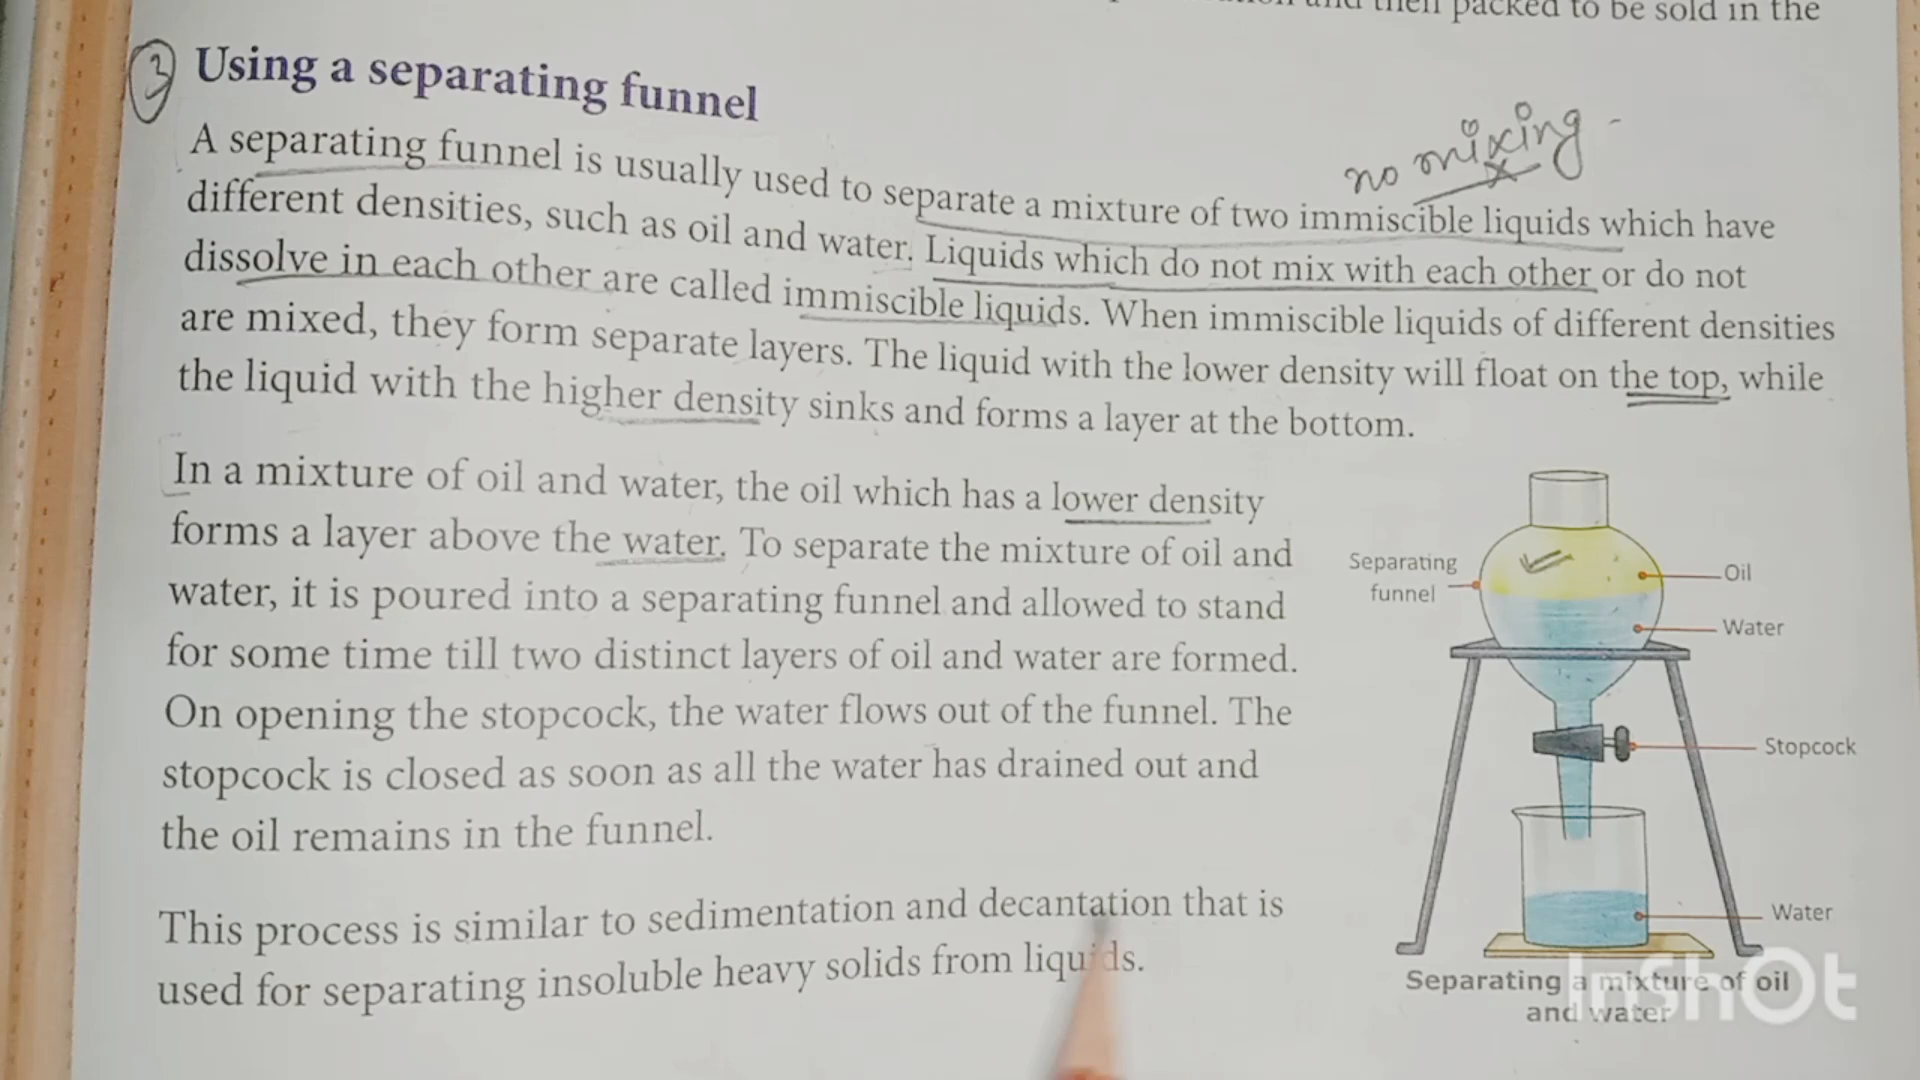 then packed to be sold in the
3 Using a separating funnel
no mixing
A separating funnel is usually used to separate a mixture of two immiscible liquids which have
different densities, such as oil and water. Liquids which do not mix with each other or do not
dissolve in each other are called immiscible liquids. When immiscible liquids of different densities
are mixed, they form separate layers. The liquid with the lower density will float on the top, while
the liquid with the higher density sinks and forms a layer at the bottom.
In a mixture of oil and water, the oil which has a lower density
forms a layer above the water. To separate the mixture of oil and
water, it is poured into a separating funnel and allowed to stand
for some time till two distinct layers of oil and water are formed.
On opening the stopcock, the water flows out of the funnel. The
stopcock is closed as soon as all the water has drained out and
the oil remains in the funnel.
This process is similar to sedimentation and decantation that is
used for separating insoluble heavy solids from liquids.
Separating
funnel
Oil
Water
Stopcock
Water
Separating a mixture of oil
and water
InShOt